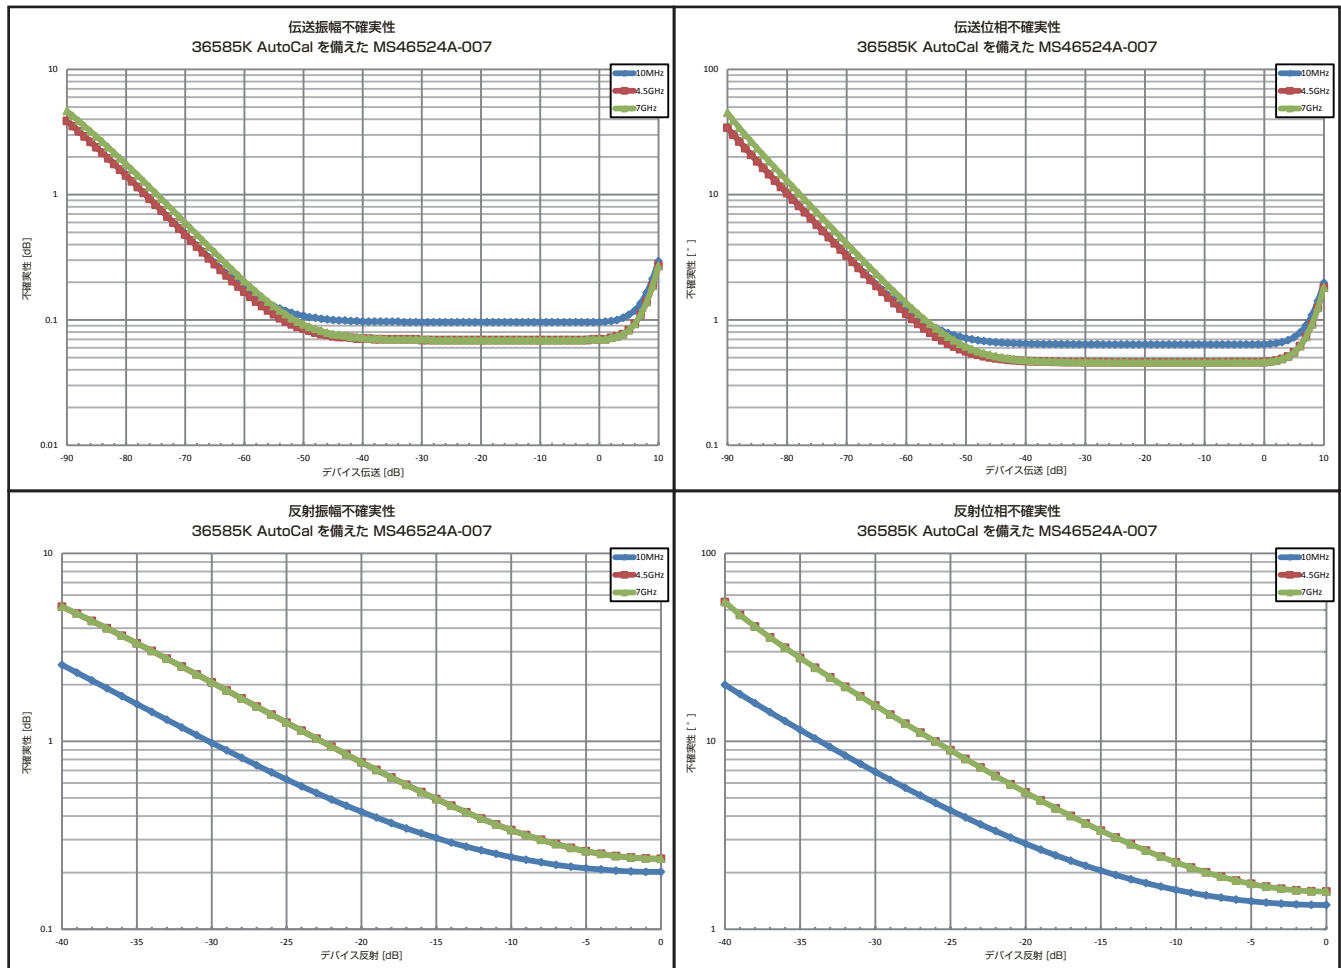 伝送振幅不確実性
36585K AutoCal を備えた MS46524A-007
10MHz
4.5GHz
7GHz
10
1
0.1
0.01
不確実性 [dB]
-90 -80 -70 -60 -50 -40 -30 -20 -10 0 10
デバイス伝送 [dB]
伝送位相不確実性
36585K AutoCal を備えた MS46524A-007
10MHz
4.5GHz
7GHz
100
10
1
0.1
不確実性 [ ° ]
-90 -80 -70 -60 -50 -40 -30 -20 -10 0 10
デバイス伝送 [dB]
反射振幅不確実性
36585K AutoCal を備えた MS46524A-007
10MHz
4.5GHz
7GHz
10
1
0.1
不確実性 [dB]
-40 -35 -30 -25 -20 -15 -10 -5 0
デバイス反射 [dB]
反射位相不確実性
36585K AutoCal を備えた MS46524A-007
10MHz
4.5GHz
7GHz
100
10
1
不確実性 [ ° ]
-40 -35 -30 -25 -20 -15 -10 -5 0
デバイス反射 [dB]